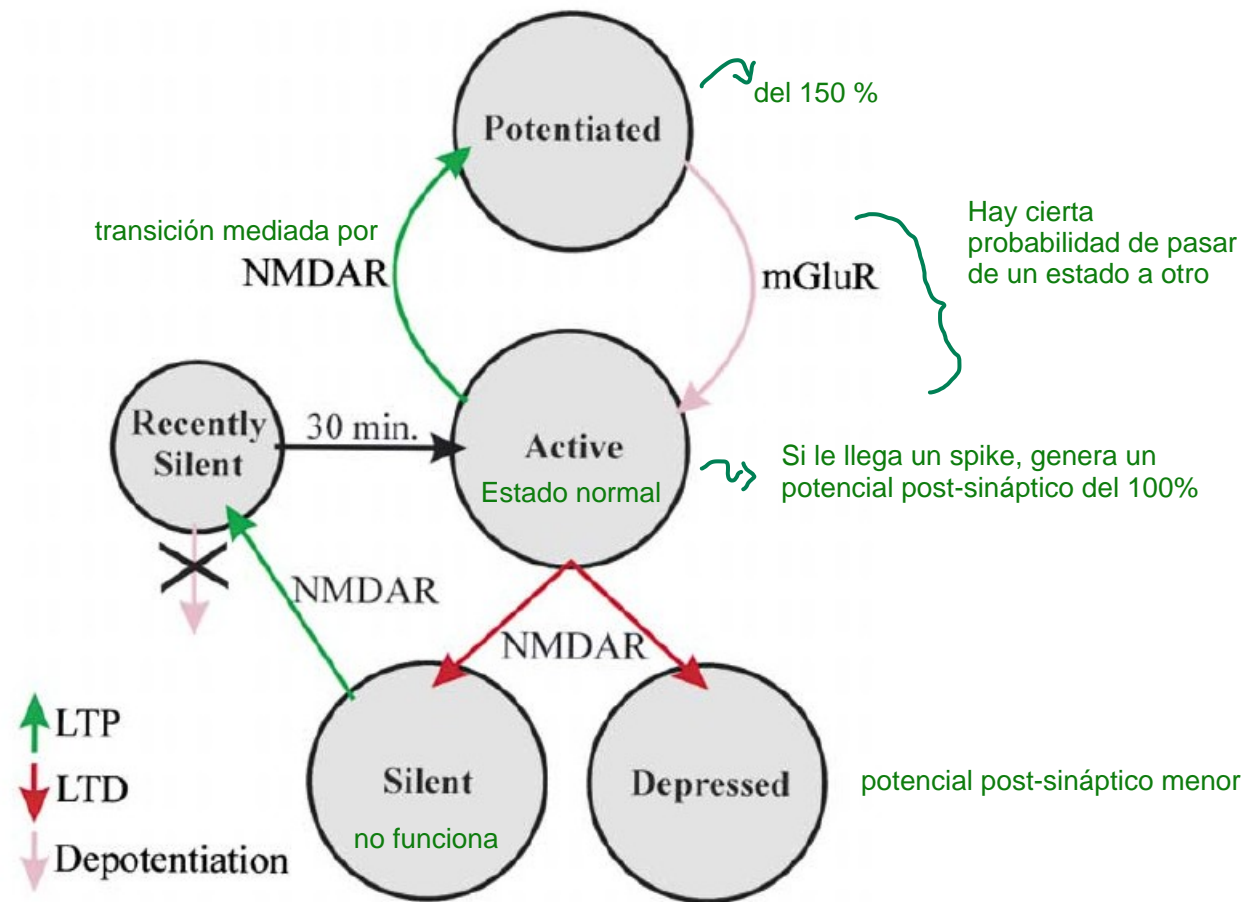 Potentiated
del 150 %
transición mediada por
NMDAR
mGluR
Hay cierta
probabilidad de pasar
de un estado a otro
Recently
Silent
30 min.
Active
Estado normal
Si le llega un spike, genera un
potencial post-sináptico del 100%
NMDAR
NMDAR
LTP
LTD
Depotentiation
Silent
no funciona
Depressed
potencial post-sináptico menor